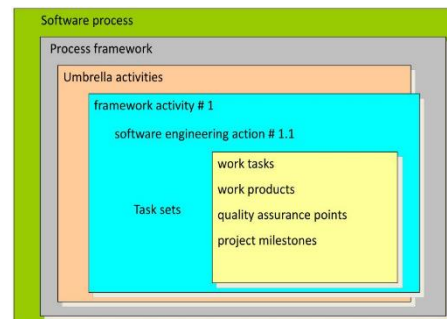 Software process
Process framework
Umbrella activities
framework activity # 1
software engineering action # 1.1
Task sets
work tasks
work products
quality assurance points
project milestones